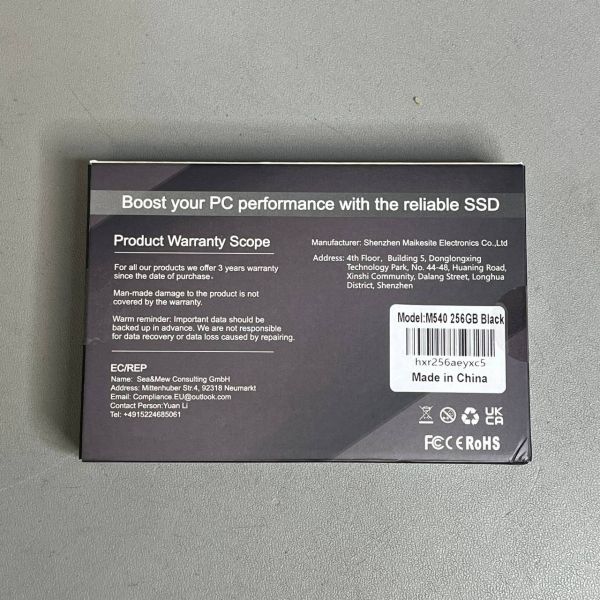 Boost your PC performance with the reliable SSD
Product Warranty Scope
For all our products we offer 3 years warranty
since the date of purchase.
Man-made damage to the product is not
covered by the warranty.
Warm reminder: Important data should be
backed up in advance. We are not responsible
for data recovery or data loss caused by repairing.
EC/REP
Name: Sea&Mew Consulting GmbH
Address: Mittenhuber Str.4, 92318 Neumarkt
Email: Compliance.EU@outlook.com
Contact Person:Yuan Li
Tel: +4915224685061
Manufacturer: Shenzhen Maikesite Electronics Co.,Ltd
Address: 4th Floor, Building 5, Donglongxing
Technology Park, No. 44-48, Huaning Road,
Xinshi Community, Dalang Street, Longhua
District, Shenzhen
Model:M540 256GB Black
hxr256aeyxc5
Made in China
UK
CA
FC CE RoHS